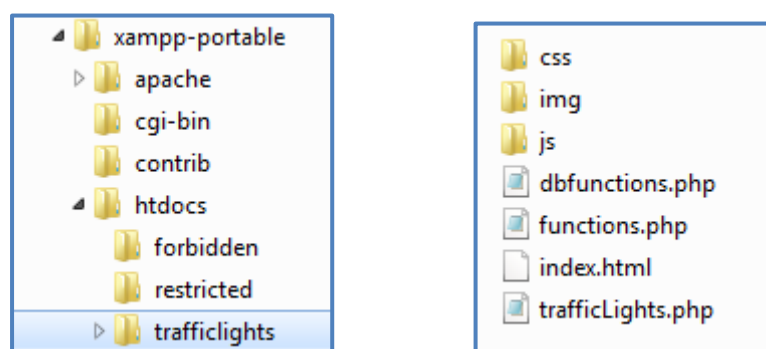 xampp-portable
apache
cgi-bin
contrib
htdocs
forbidden
restricted
trafficlights
css
img
js
dbfunctions.php
functions.php
index.html
trafficLights.php